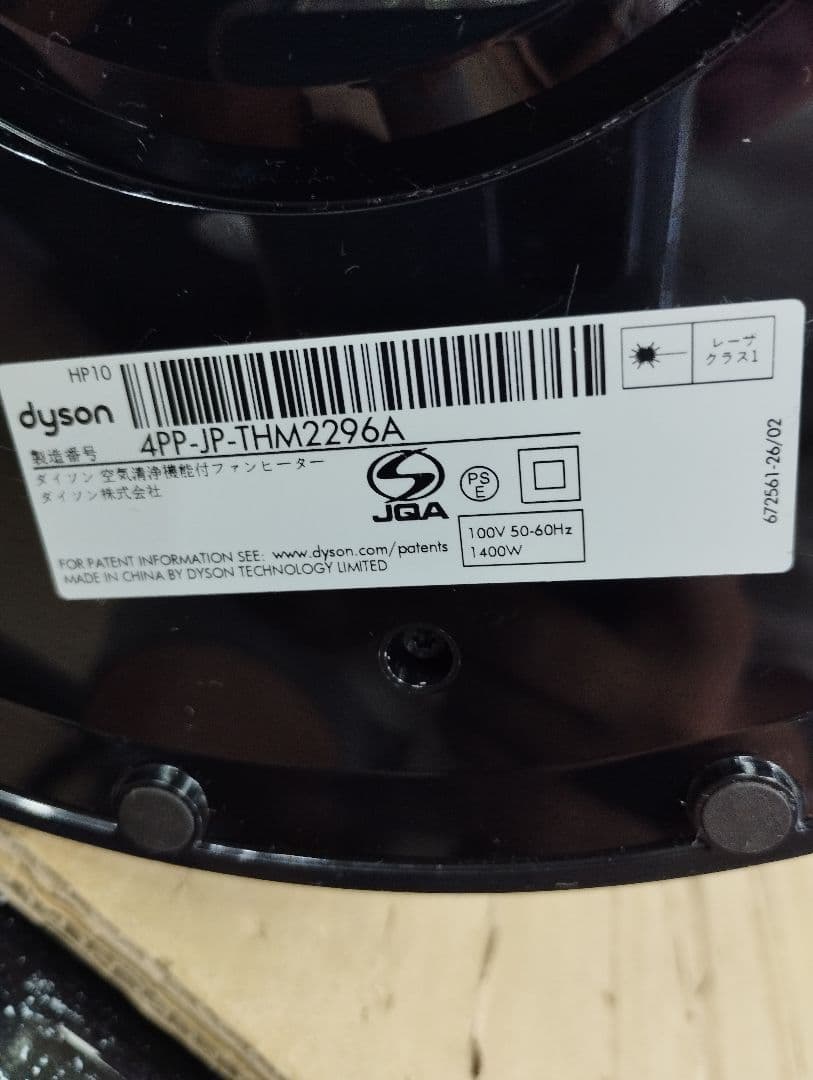 HP10
dyson
製造番号 4PP-JP-THM2296A
ダイソン 空気清浄機能付ファンヒーター
ダイソン株式会社
JQA
PS
E
100V 50-60Hz
1400W
FOR PATENT INFORMATION SEE: www.dyson.com/patents
MADE IN CHINA BY DYSON TECHNOLOGY LIMITED
レーザ
クラス1
672561-26/02